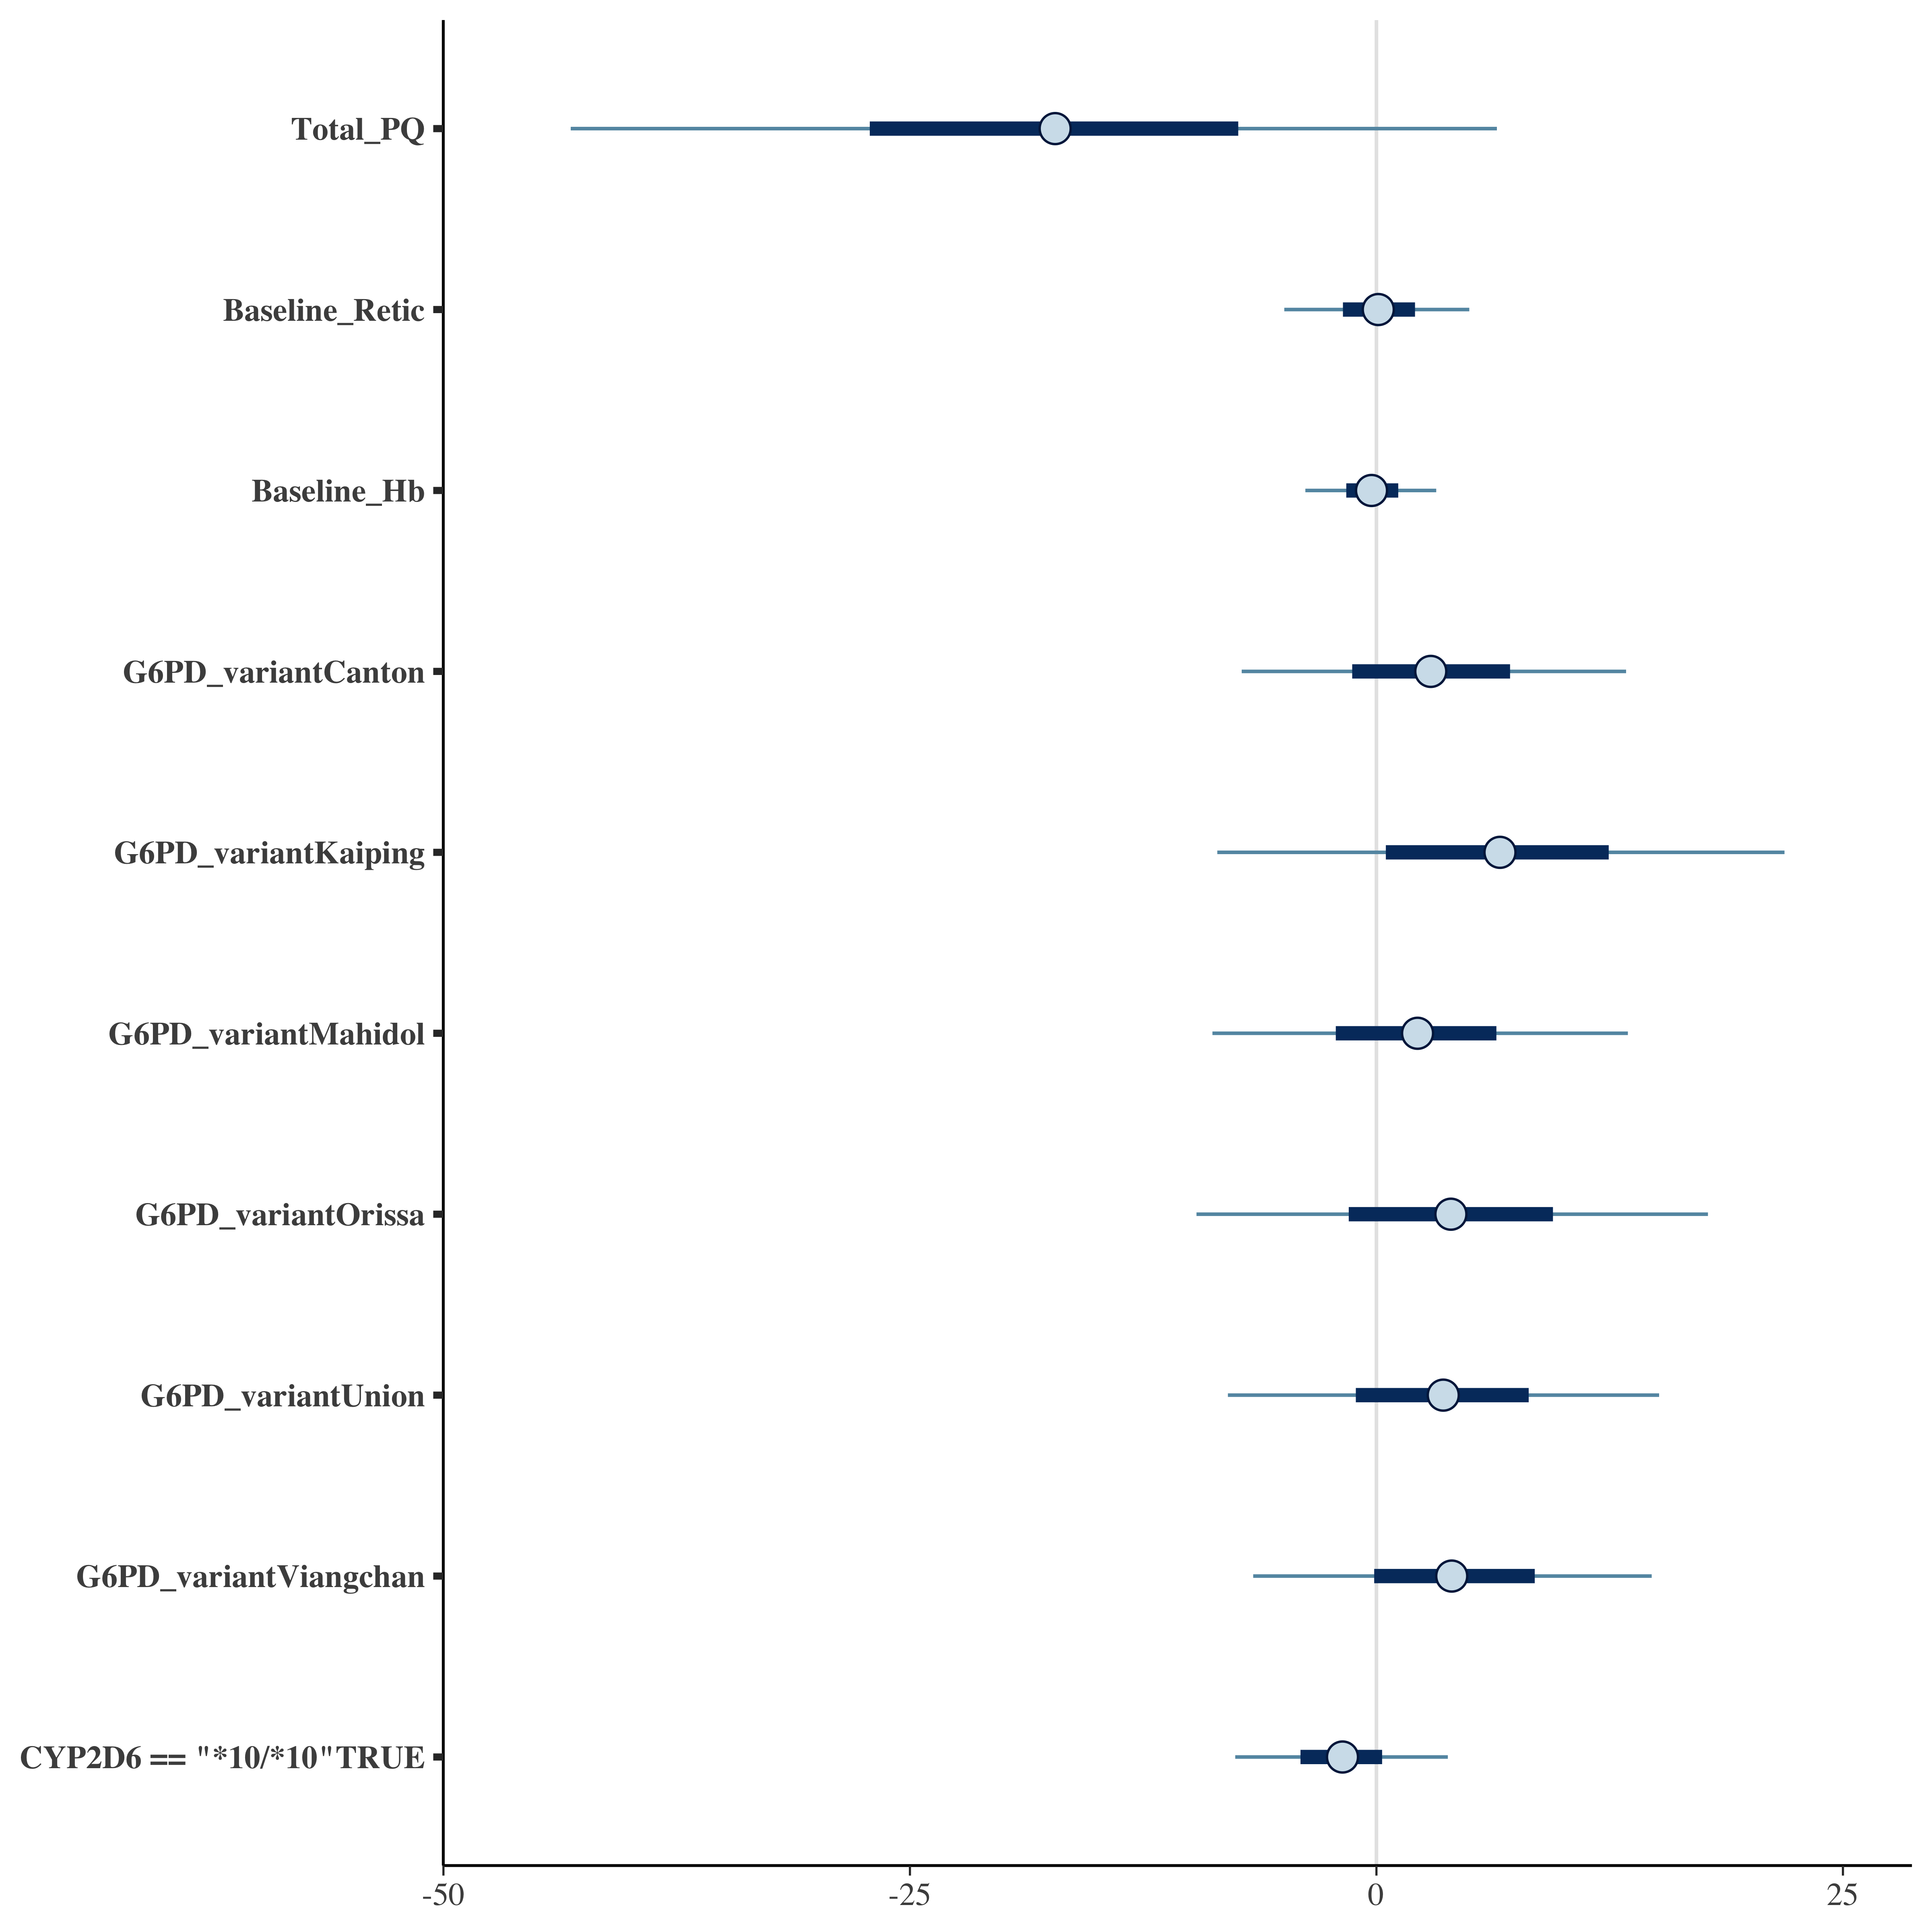 Total_PQ
Baseline_Retic
Baseline_Hb
G6PD_variantCanton
G6PD_variantKaiping
G6PD_variantMahidol
G6PD_variantOrissa
G6PD_variantUnion
G6PD_variantViangchan
CYP2D6 == "*10/*10"TRUE
-50 -25 0 25